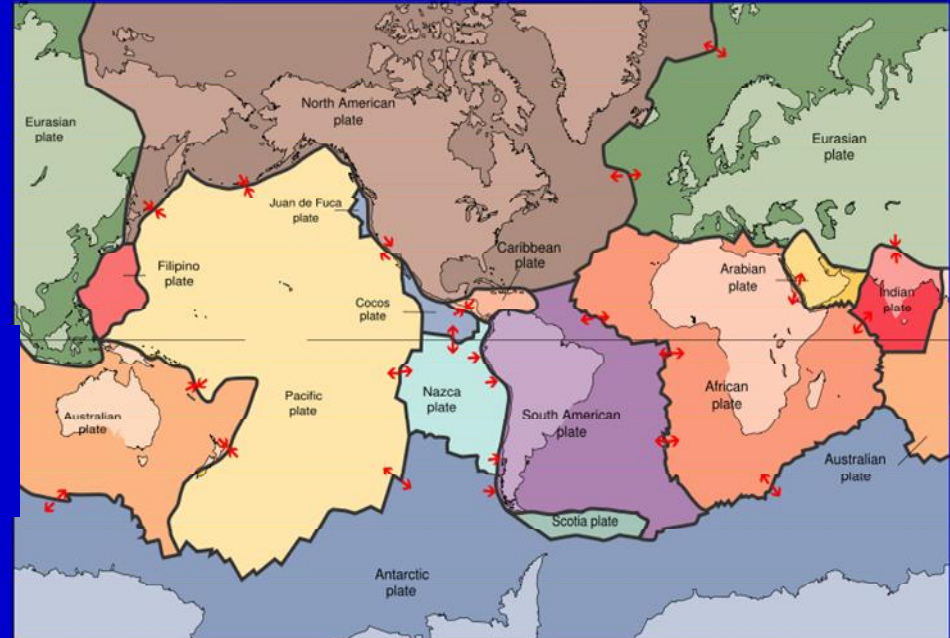 Eurasian
plate
North American
plate
Eurasian
plate
Juan de Fuca
plate
Caribbean
plate
Filipino
plate
Arabian
plate
Indian
plate
Cocos
plate
Pacific
plate
Nazca
plate
African
plate
Australian
plate
South American
plate
Australian
plate
Scotia plate
Antarctic
plate